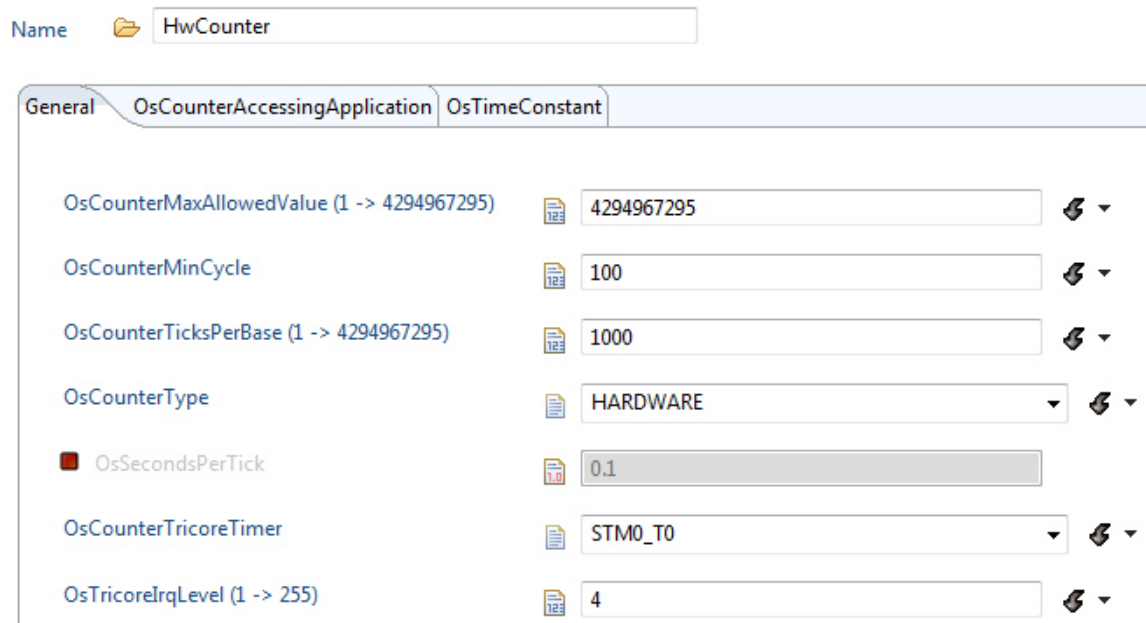 Name HwCounter
General OsCounterAccessingApplication OsTimeConstant
OsCounterMaxAllowedValue (1 -> 4294967295) 4294967295
OsCounterMinCycle 100
OsCounterTicksPerBase (1 -> 4294967295) 1000
OsCounterType HARDWARE
OsSecondsPerTick 0.1
OsCounterTricoreTimer STM0_T0
OsTricoreIrqLevel (1 -> 255) 4